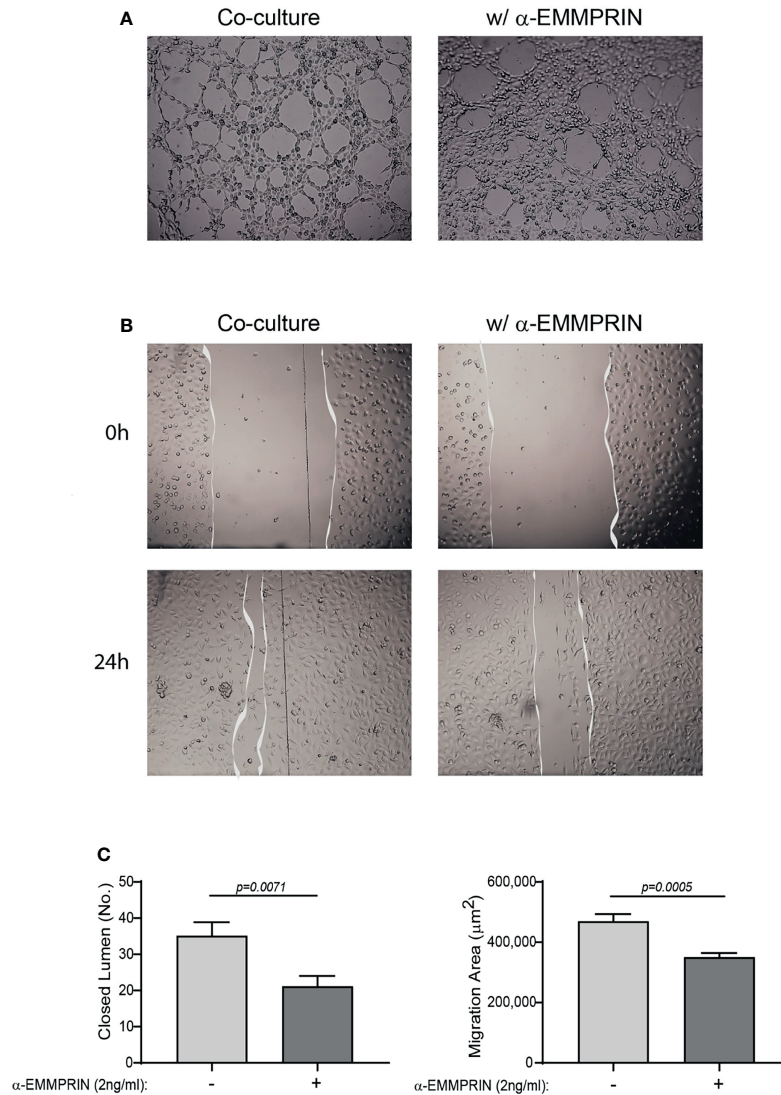 A
Co-culture
w/ α-EMMPRIN
B
Co-culture
w/ α-EMMPRIN
0h
24h
C
50
40
30
20
10
0
Closed Lumen (No.)
p=0.0071
α-EMMPRIN (2ng/ml):
-
+
600,000
400,000
200,000
0
Migration Area (μm²)
p=0.0005
α-EMMPRIN (2ng/ml):
-
+